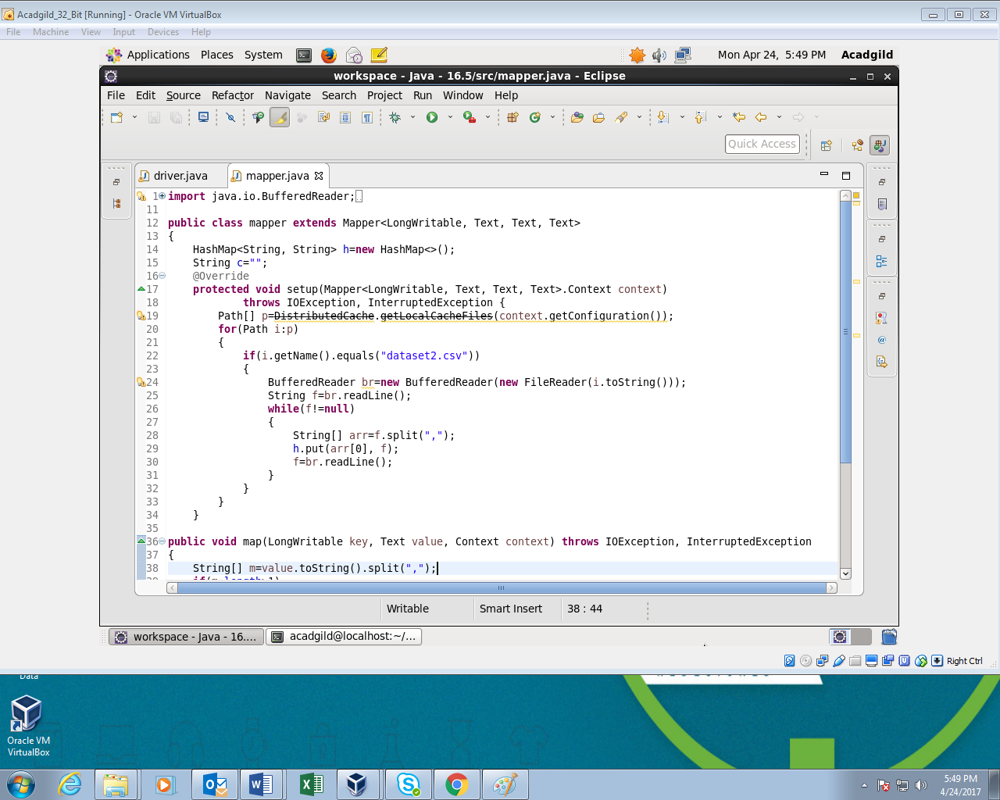 Acadgild_32_Bit [Running] - Oracle VM VirtualBox
File Machine View Input Devices Help
Applications Places System Mon Apr 24, 5:49 PM Acadgild
workspace - Java - 16.5/src/mapper.java - Eclipse
File Edit Source Refactor Navigate Search Project Run Window Help
Quick Access
driver.java mapper.java
1 import java.io.BufferedReader;
11
12 public class mapper extends Mapper<LongWritable, Text, Text, Text>
13 {
14 HashMap<String, String> h=new HashMap<>();
15 String c="";
16 @Override
17 protected void setup(Mapper<LongWritable, Text, Text, Text>.Context context)
18 throws IOException, InterruptedException {
19 Path[] p=DistributedCache.getLocalCacheFiles(context.getConfiguration());
20 for(Path i:p)
21 {
22 if(i.getName().equals("dataset2.csv"))
23 {
24 BufferedReader br=new BufferedReader(new FileReader(i.toString()));
25 String f=br.readLine();
26 while(f!=null)
27 {
28 String[] arr=f.split(",");
29 h.put(arr[0], f);
30 f=br.readLine();
31 }
32 }
33 }
34 }
35
36 public void map(LongWritable key, Text value, Context context) throws IOException, InterruptedException
37 {
38 String[] m=value.toString().split(",");
Writable Smart Insert 38 : 44
workspace - Java - 16.... acadgild@localhost:~/...
Right Ctrl
Data
Oracle VM
VirtualBox
5:49 PM
4/24/2017